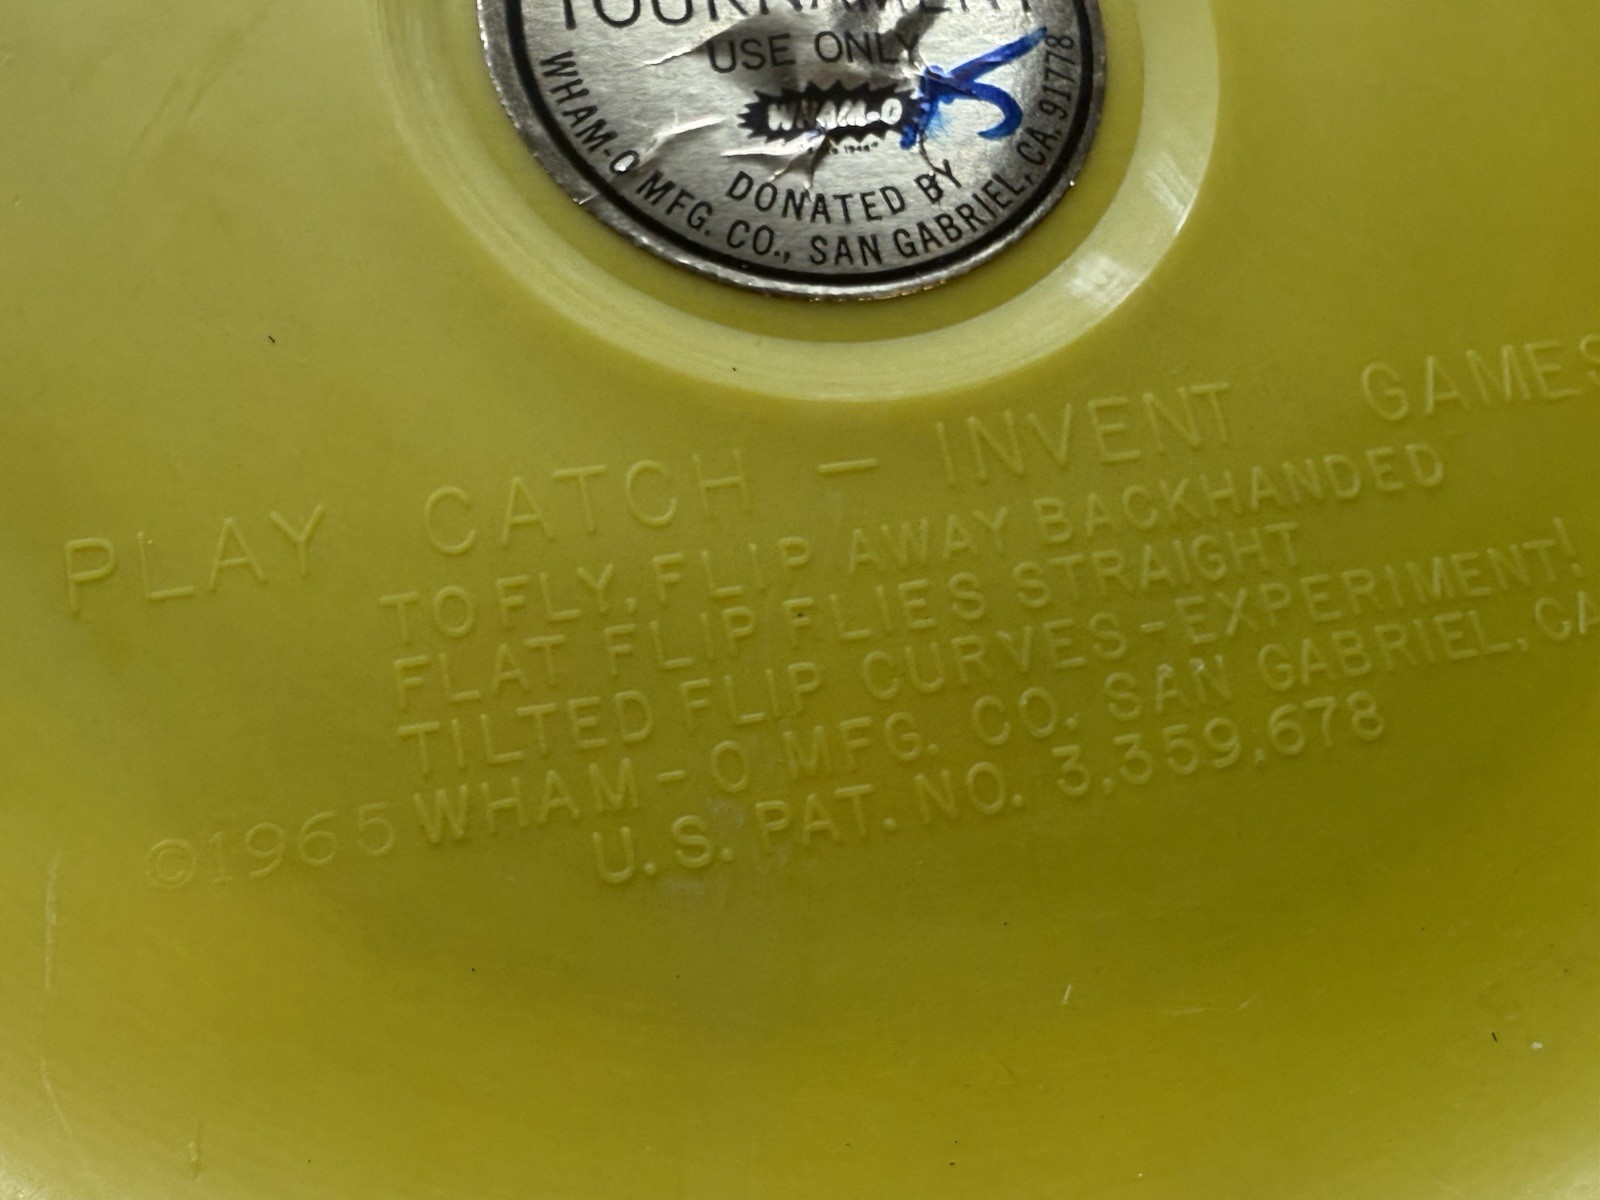 TOURNAMENT
USE ONLY
WHAM-O
DONATED BY
WHAM-O MFG. CO., SAN GABRIEL, CA. 91778
PLAY CATCH — INVENT GAMES
TO FLY, FLIP AWAY BACKHANDED
FLAT FLIP FLIES STRAIGHT
TILTED FLIP CURVES - EXPERIMENT!
©1965 WHAM-O MFG. CO. SAN GABRIEL, CA
U.S. PAT. NO. 3,359,678